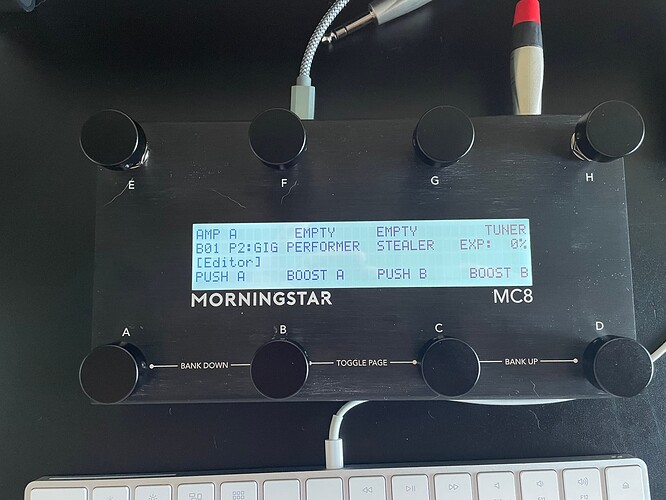 E F G H
AMP A EMPTY EMPTY TUNER
B01 P2:GIG PERFORMER STEALER EXP: 0%
[Editor]
PUSH A BOOST A PUSH B BOOST B
MORNINGSTAR MC8
A B C D
BANK DOWN TOGGLE PAGE BANK UP